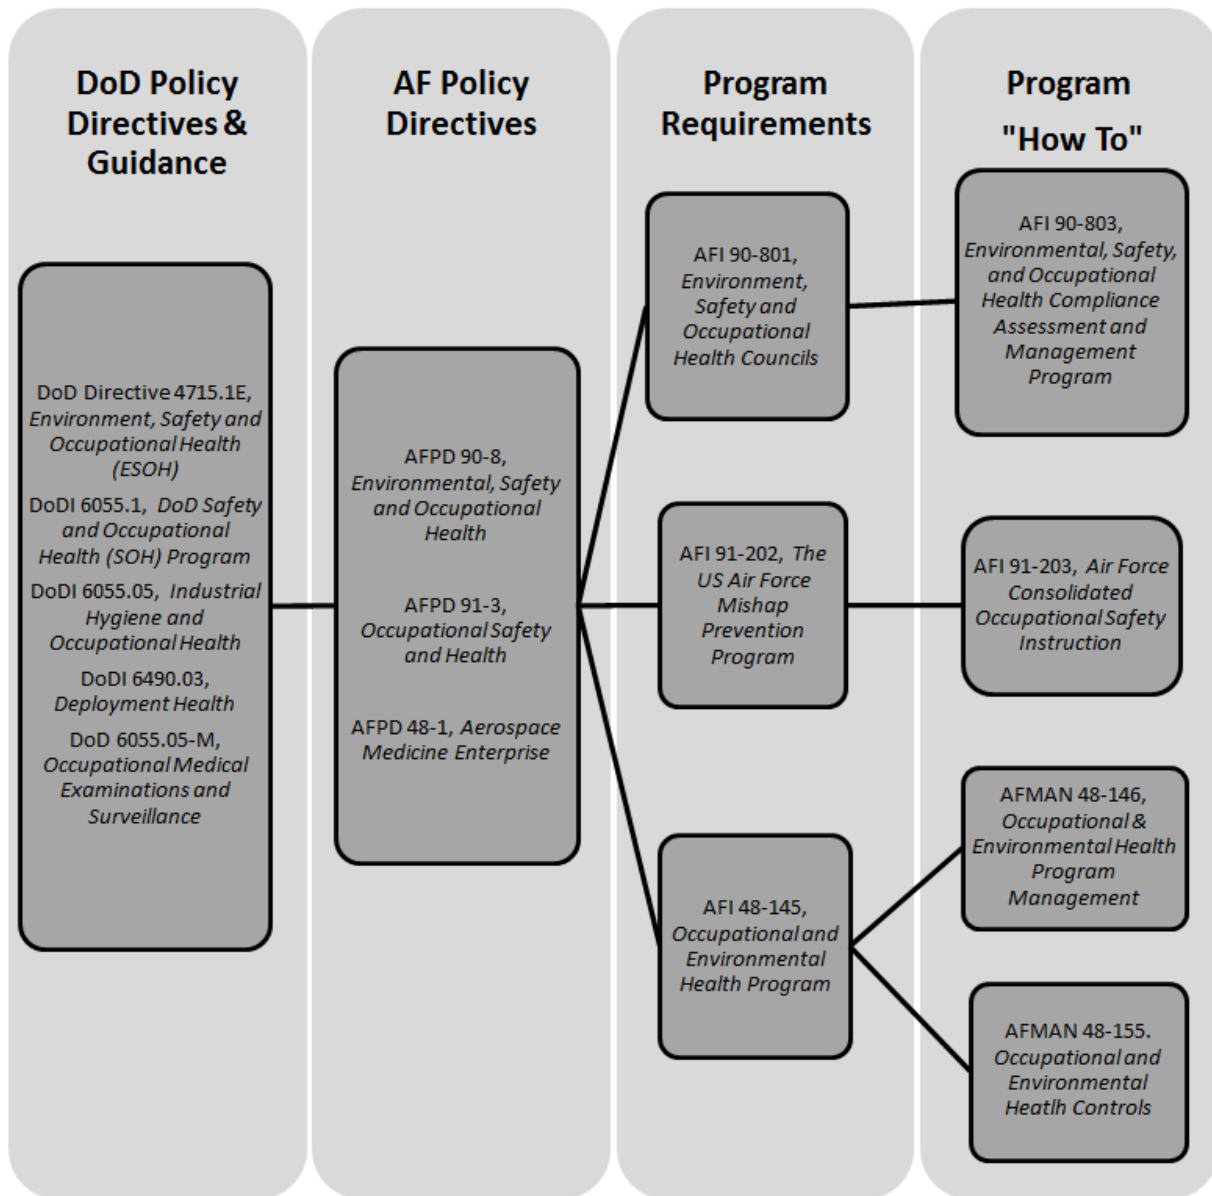 DoD Policy
Directives &
Guidance
DoD Directive 4715.1E,
Environment, Safety and
Occupational Health
(ESOH)
DoDI 6055.1, DoD Safety
and Occupational
Health (SOH) Program
DoDI 6055.05, Industrial
Hygiene and
Occupational Health
DoDI 6490.03,
Deployment Health
DoD 6055.05-M,
Occupational Medical
Examinations and
Surveillance
AF Policy
Directives
AFPD 90-8,
Environmental, Safety
and Occupational
Health
AFPD 91-3,
Occupational Safety
and Health
AFPD 48-1, Aerospace
Medicine Enterprise
Program
Requirements
AFI 90-801,
Environment,
Safety and
Occupational
Health Councils
AFI 91-202, The
US Air Force
Mishap
Prevention
Program
AFI 48-145,
Occupational and
Environmental
Health Program
Program
"How To"
AFI 90-803,
Environmental, Safety,
and Occupational
Health Compliance
Assessment and
Management
Program
AFI 91-203, Air Force
Consolidated
Occupational Safety
Instruction
AFMAN 48-146,
Occupational &
Environmental Health
Program
Management
AFMAN 48-155.
Occupational and
Environmental
Heatlh Controls